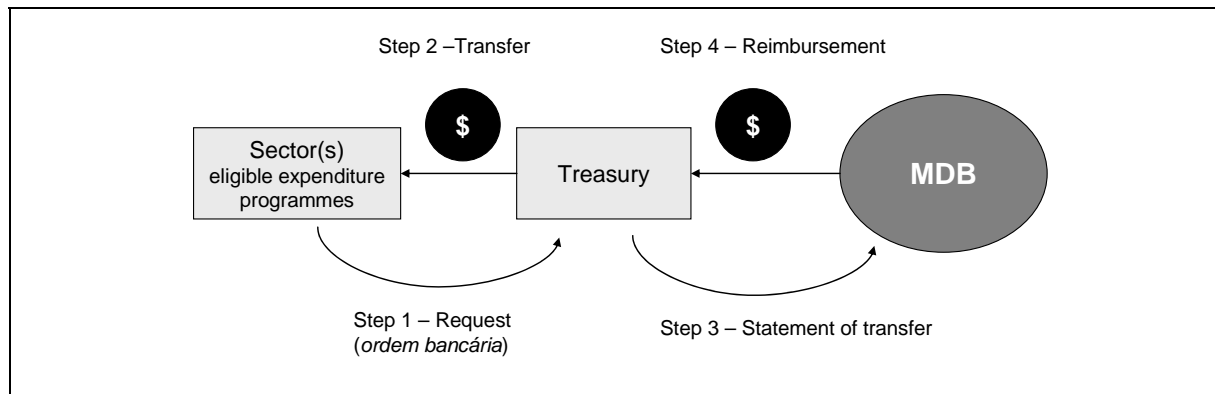 Step 2 –Transfer
Step 4 – Reimbursement
$
$
Sector(s)
eligible expenditure
programmes
Treasury
MDB
Step 1 – Request
(ordem bancária)
Step 3 – Statement of transfer